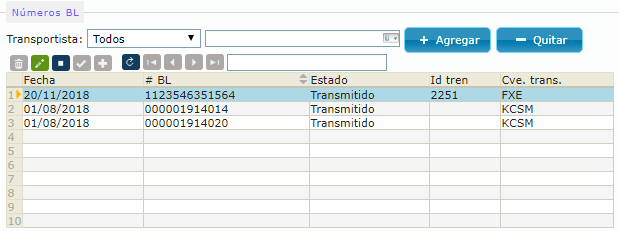 Números BL
Transportista: Todos Agregar Quitar
Fecha # BL Estado Id tren Cve. trans.
1 20/11/2018 1123546351564 Transmitido 2251 FXE
2 01/08/2018 000001914014 Transmitido KCSM
3 01/08/2018 000001914020 Transmitido KCSM
4
5
6
7
8
9
10